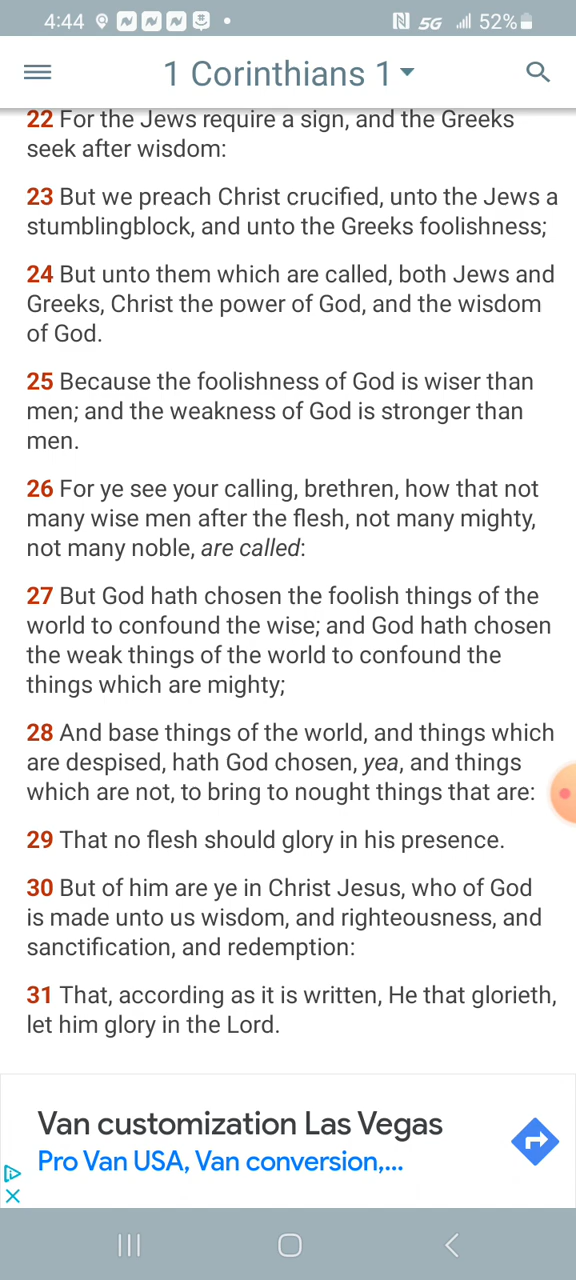 4:44
5G 52%
1 Corinthians 1
22 For the Jews require a sign, and the Greeks
seek after wisdom:
23 But we preach Christ crucified, unto the Jews a
stumblingblock, and unto the Greeks foolishness;
24 But unto them which are called, both Jews and
Greeks, Christ the power of God, and the wisdom
of God.
25 Because the foolishness of God is wiser than
men; and the weakness of God is stronger than
men.
26 For ye see your calling, brethren, how that not
many wise men after the flesh, not many mighty,
not many noble, are called:
27 But God hath chosen the foolish things of the
world to confound the wise; and God hath chosen
the weak things of the world to confound the
things which are mighty;
28 And base things of the world, and things which
are despised, hath God chosen, yea, and things
which are not, to bring to nought things that are:
29 That no flesh should glory in his presence.
30 But of him are ye in Christ Jesus, who of God
is made unto us wisdom, and righteousness, and
sanctification, and redemption:
31 That, according as it is written, He that glorieth,
let him glory in the Lord.
Van customization Las Vegas
Pro Van USA, Van conversion,...